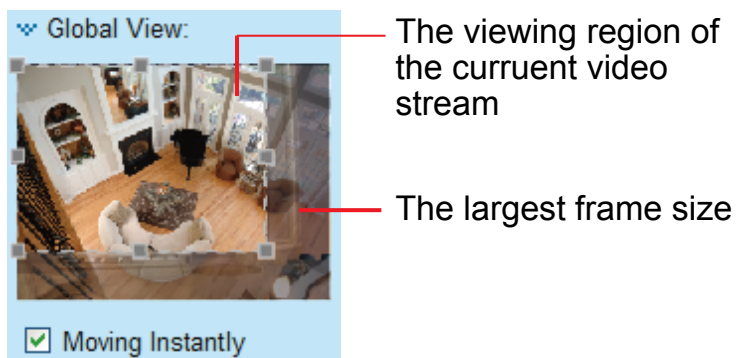 Global View:
The viewing region of
the curruent video
stream
The largest frame size
Moving Instantly